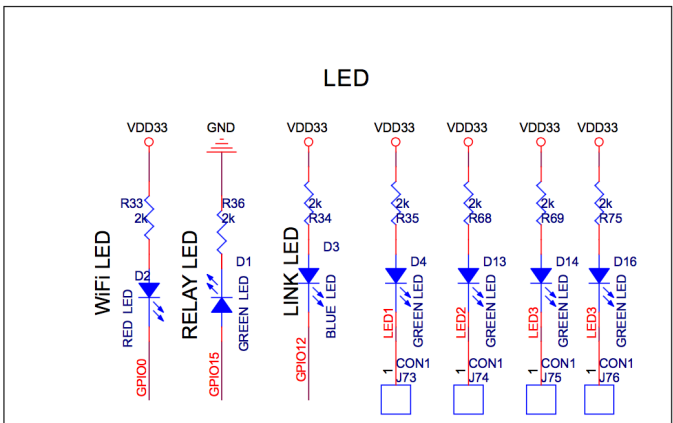 LED
VDD33
GND
VDD33
VDD33
VDD33
VDD33
VDD33
R33
2k
R36
2k
2k
R34
2k
R35
2k
R68
2k
R69
2k
R75
WiFi LED
D2
RED LED
GPIO0
RELAY LED
D1
GREEN LED
GPIO15
LINK LED
D3
BLUE LED
GPIO12
D4
GREEN LED
LED1
D13
GREEN LED
LED2
D14
GREEN LED
LED3
D16
GREEN LED
LED3
1
CON1
J73
1
CON1
J74
1
CON1
J75
1
CON1
J76